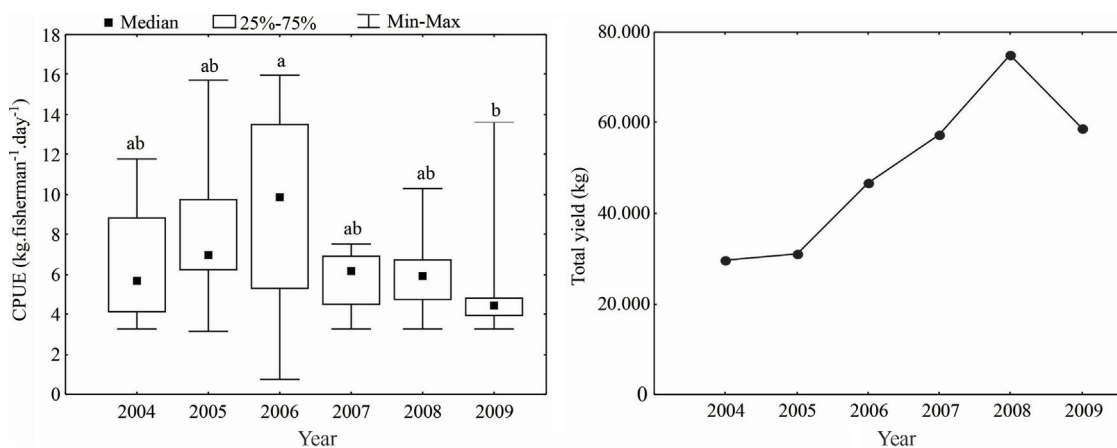 Median 25%-75% Min-Max
18
16
14
12
10
8
6
4
2
0
CPUE (kg.fisherman-1.day-1)
ab
ab
a
ab
ab
b
2004 2005 2006 2007 2008 2009
Year
80.000
60.000
40.000
20.000
0
Total yield (kg)
2004 2005 2006 2007 2008 2009
Year